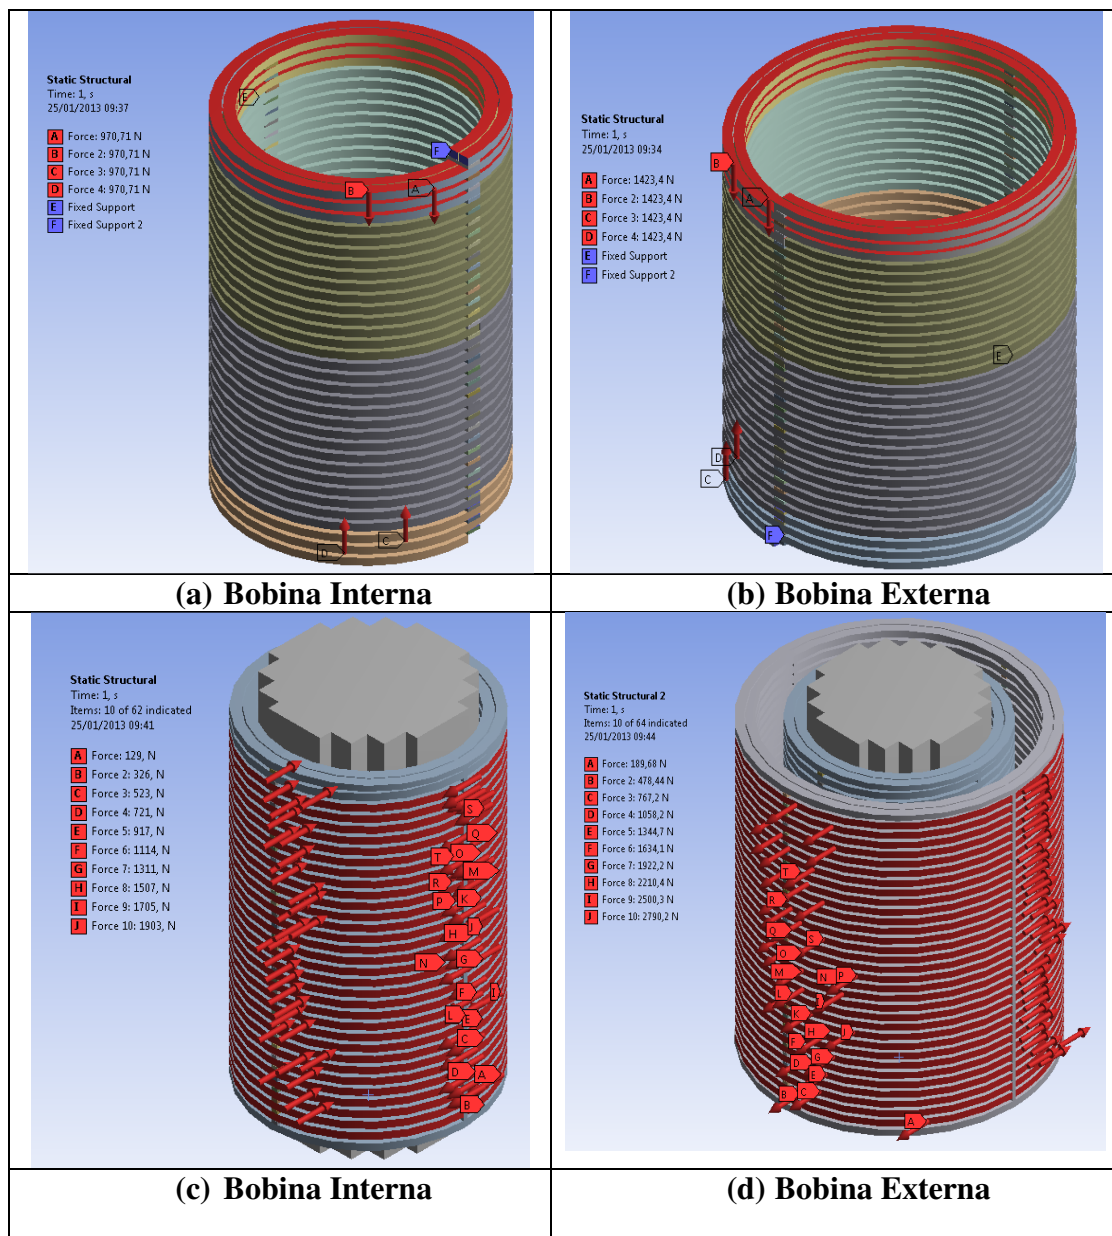 Static Structural
Time: 1, s
25/01/2013 09:37
A Force: 970,71 N
B Force 2: 970,71 N
C Force 3: 970,71 N
D Force 4: 970,71 N
E Fixed Support
F Fixed Support 2
E
F
B
A
D
C
Static Structural
Time: 1, s
25/01/2013 09:34
A Force: 1423,4 N
B Force 2: 1423,4 N
C Force 3: 1423,4 N
D Force 4: 1423,4 N
E Fixed Support
F Fixed Support 2
B
A
E
D
C
F
(a) Bobina Interna
(b) Bobina Externa
Static Structural
Time: 1, s
Items: 10 of 62 indicated
25/01/2013 09:41
A Force: 129, N
B Force 2: 326, N
C Force 3: 523, N
D Force 4: 721, N
E Force 5: 917, N
F Force 6: 1114, N
G Force 7: 1311, N
H Force 8: 1507, N
I Force 9: 1705, N
J Force 10: 1903, N
S
Q
T O
M
R
P K
J
H
N G
F I
L E
C
D A
B
Static Structural 2
Time: 1, s
Items: 10 of 64 indicated
25/01/2013 09:44
A Force: 189,68 N
B Force 2: 478,44 N
C Force 3: 767,2 N
D Force 4: 1058,2 N
E Force 5: 1344,7 N
F Force 6: 1634,1 N
G Force 7: 1922,2 N
H Force 8: 2210,4 N
I Force 9: 2500,3 N
J Force 10: 2790,2 N
T
R
Q S
O
M N P
L
K
H J
F
D G
E
B C
A
(c) Bobina Interna
(d) Bobina Externa